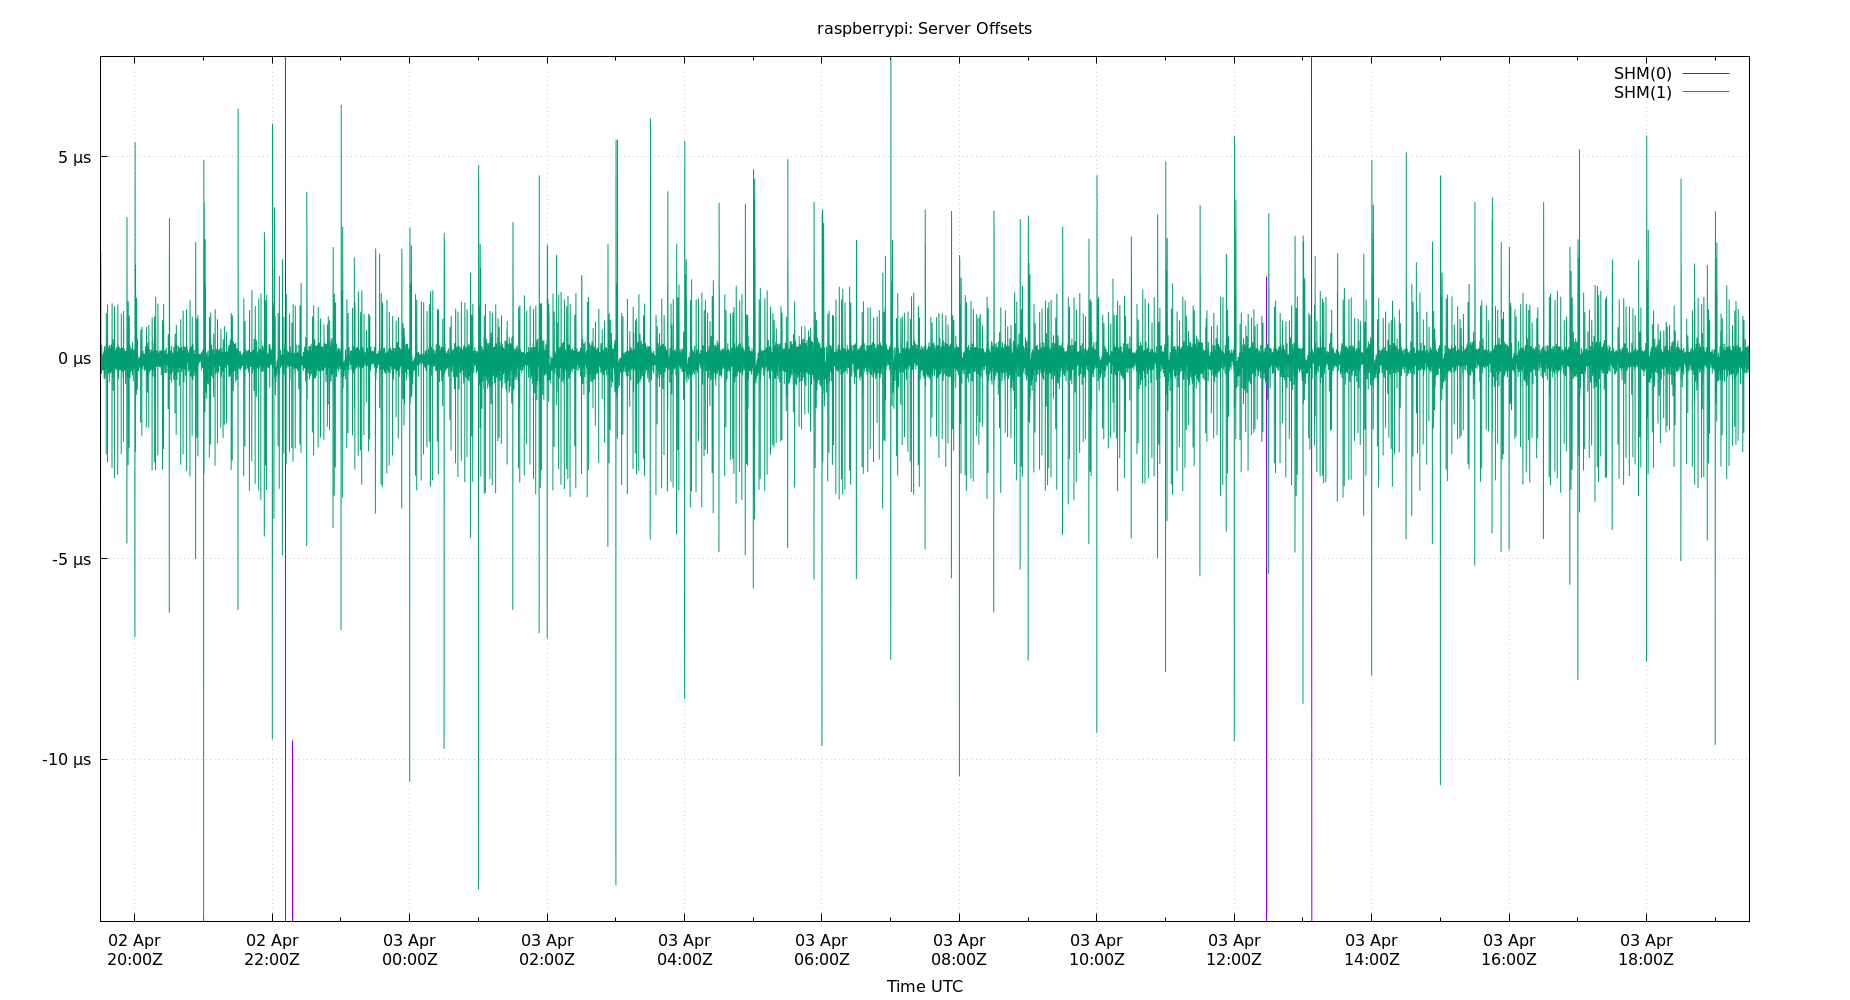 raspberrypi: Server Offsets
SHM(0)
SHM(1)
5 µs
0 µs
-5 µs
-10 µs
02 Apr 02 Apr 03 Apr 03 Apr 03 Apr 03 Apr 03 Apr 03 Apr 03 Apr 03 Apr 03 Apr 03 Apr
20:00Z 22:00Z 00:00Z 02:00Z 04:00Z 06:00Z 08:00Z 10:00Z 12:00Z 14:00Z 16:00Z 18:00Z
Time UTC